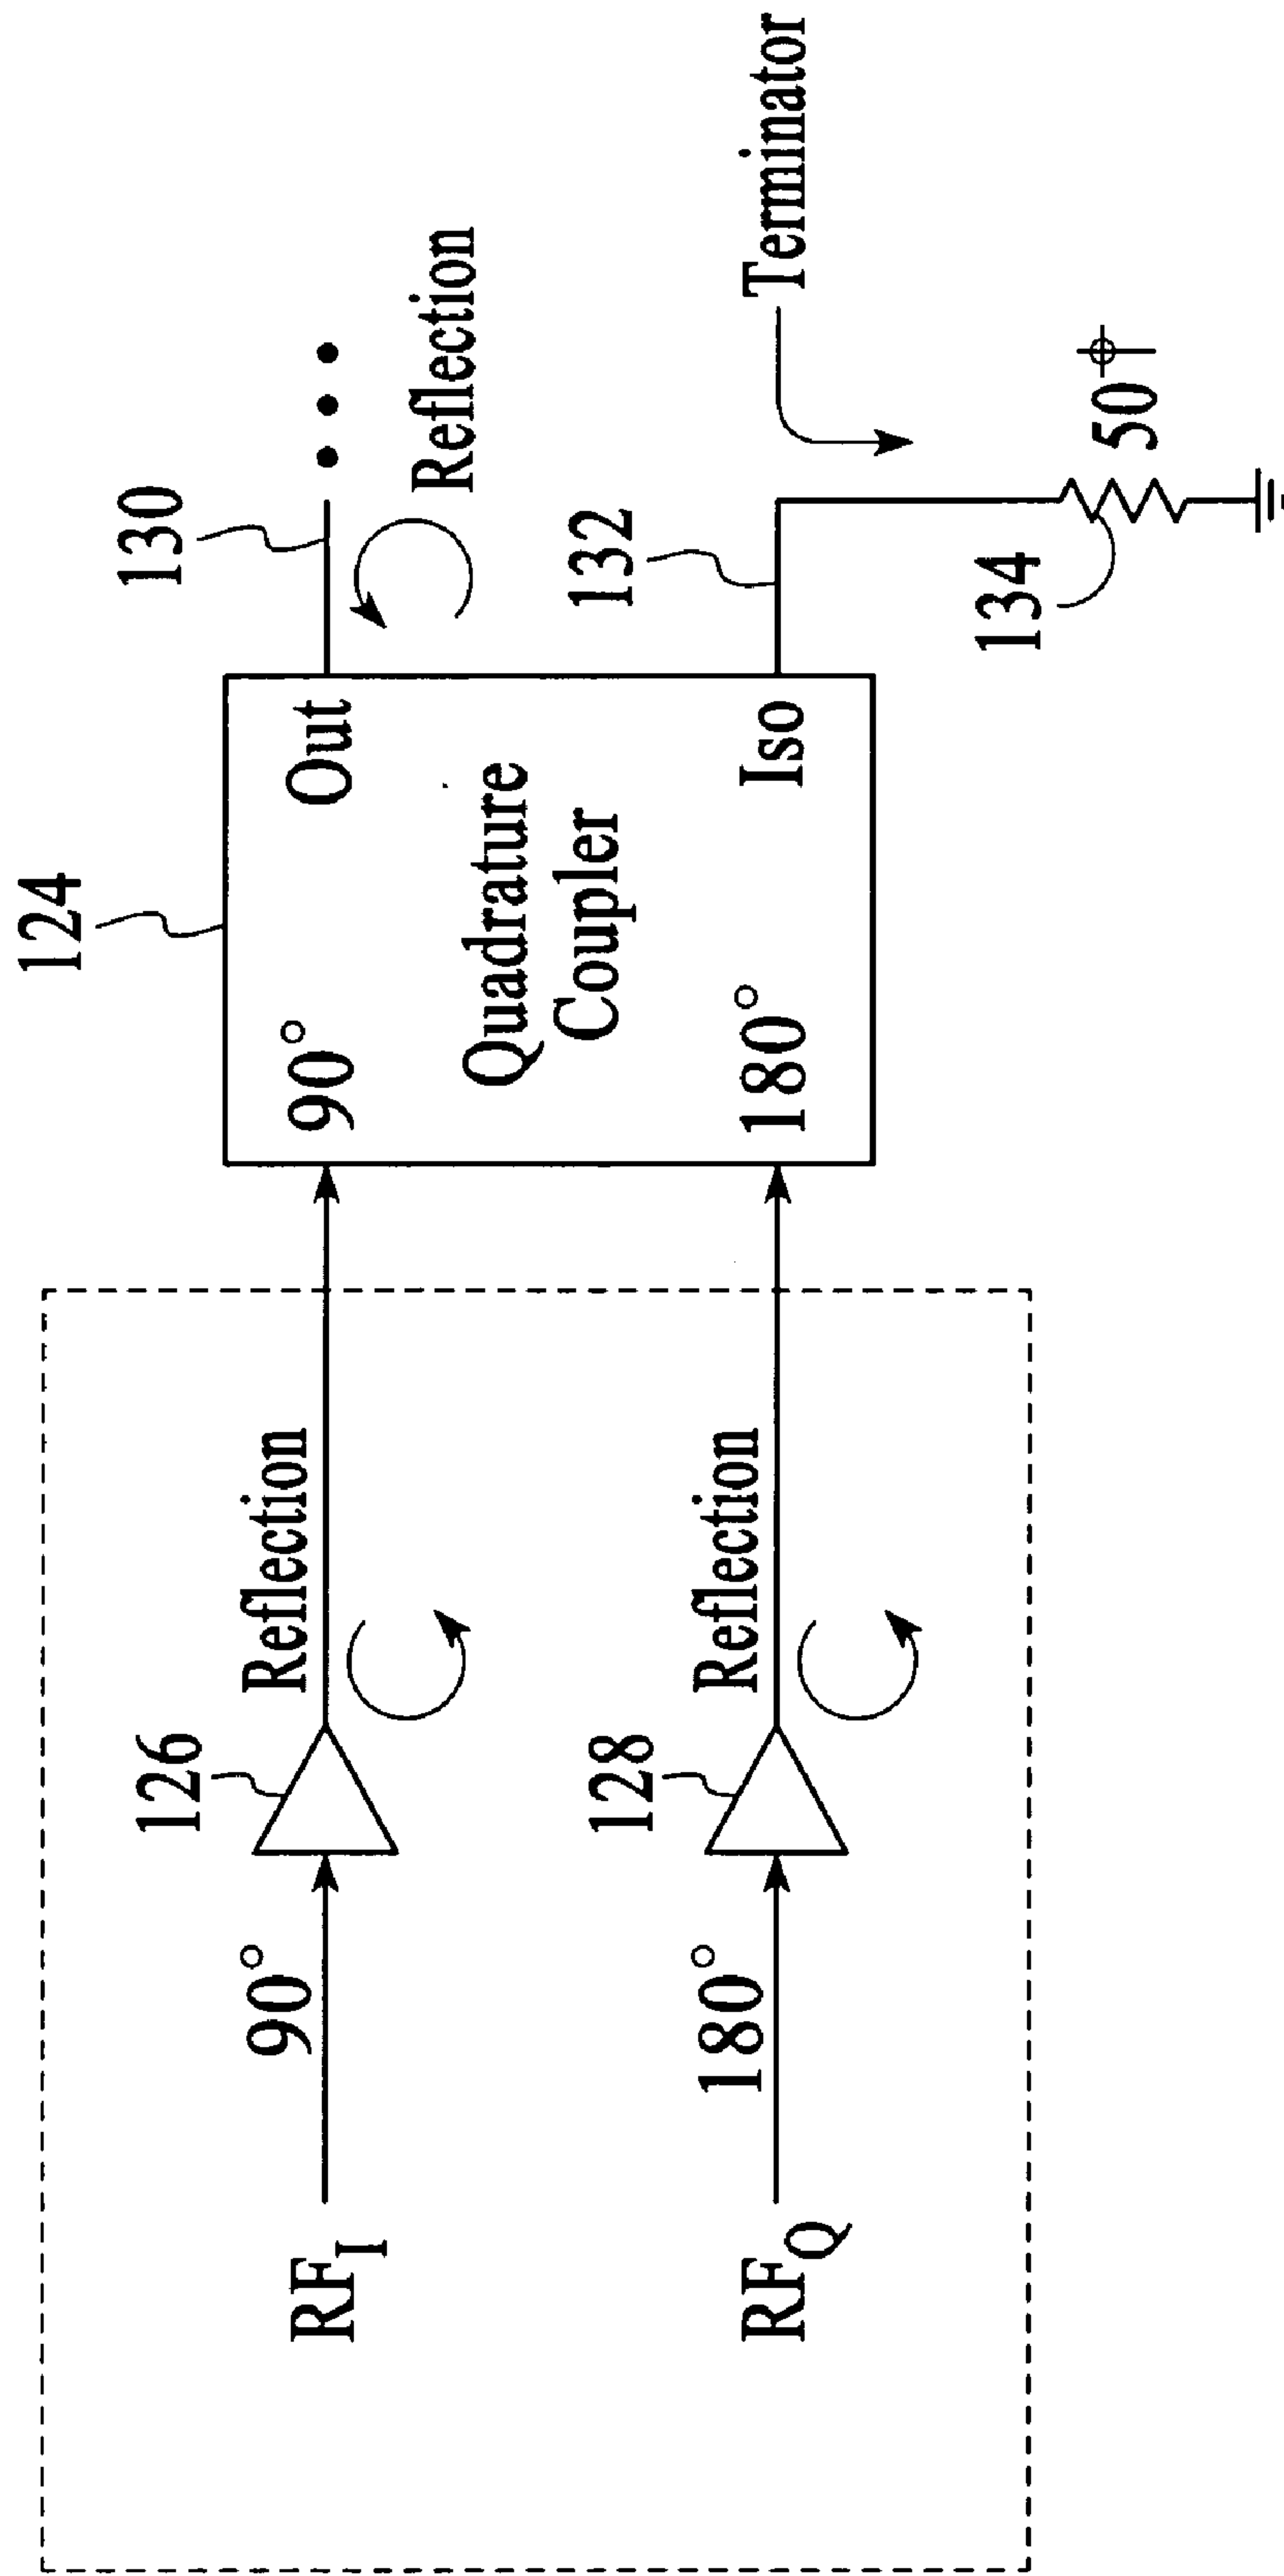 124
130
90°
Out
Reflection
Quadrature
Coupler
132
Terminator
180°
Iso
134
50
126
Reflection
90°
RF_I
128
Reflection
180°
RF_Q